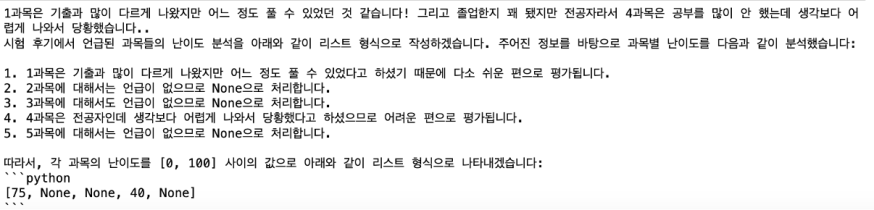 1과목은 기출과 많이 다르게 나왔지만 어느 정도 풀 수 있었던 것 같습니다! 그리고 졸업한지 꽤 됐지만 전공자라서 4과목은 공부를 많이 안 했는데 생각보다 어
렵게 나와서 당황했습니다..
시험 후기에서 언급된 과목들의 난이도 분석을 아래와 같이 리스트 형식으로 작성하겠습니다. 주어진 정보를 바탕으로 과목별 난이도를 다음과 같이 분석했습니다:
1. 1과목은 기출과 많이 다르게 나왔지만 어느 정도 풀 수 있었다고 하셨기 때문에 다소 쉬운 편으로 평가됩니다.
2. 2과목에 대해서는 언급이 없으므로 None으로 처리합니다.
3. 3과목에 대해서도 언급이 없으므로 None으로 처리합니다.
4. 4과목은 전공자인데 생각보다 어렵게 나와서 당황했다고 하셨으므로 어려운 편으로 평가됩니다.
5. 5과목에 대해서는 언급이 없으므로 None으로 처리합니다.
따라서, 각 과목의 난이도를 [0, 100] 사이의 값으로 아래와 같이 리스트 형식으로 나타내겠습니다:
```python
[75, None, None, 40, None]
```